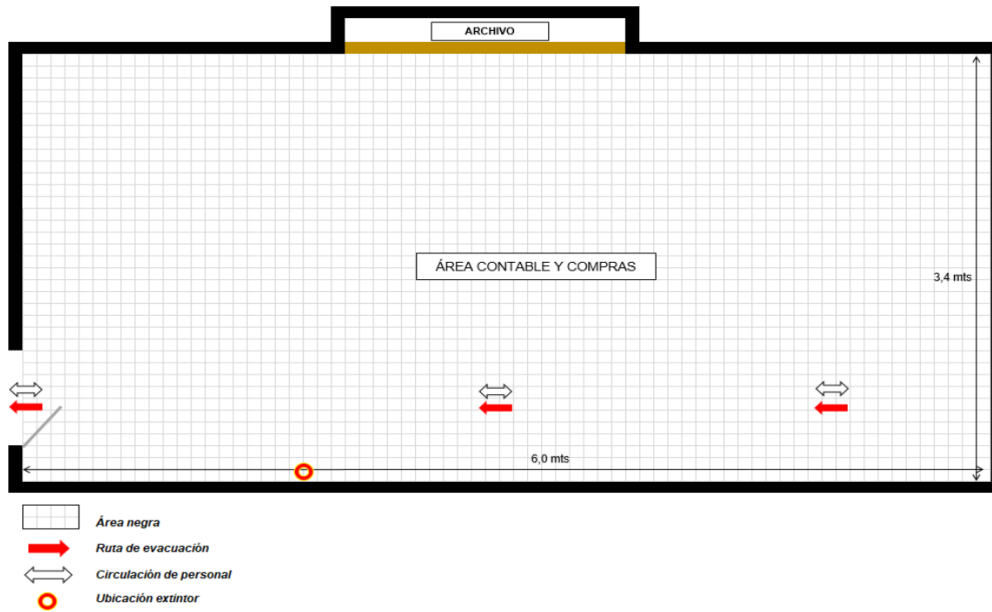 ARCHIVO
ÁREA CONTABLE Y COMPRAS
3,4 mts
6,0 mts
Área negra
Ruta de evacuación
Circulación de personal
Ubicación extintor